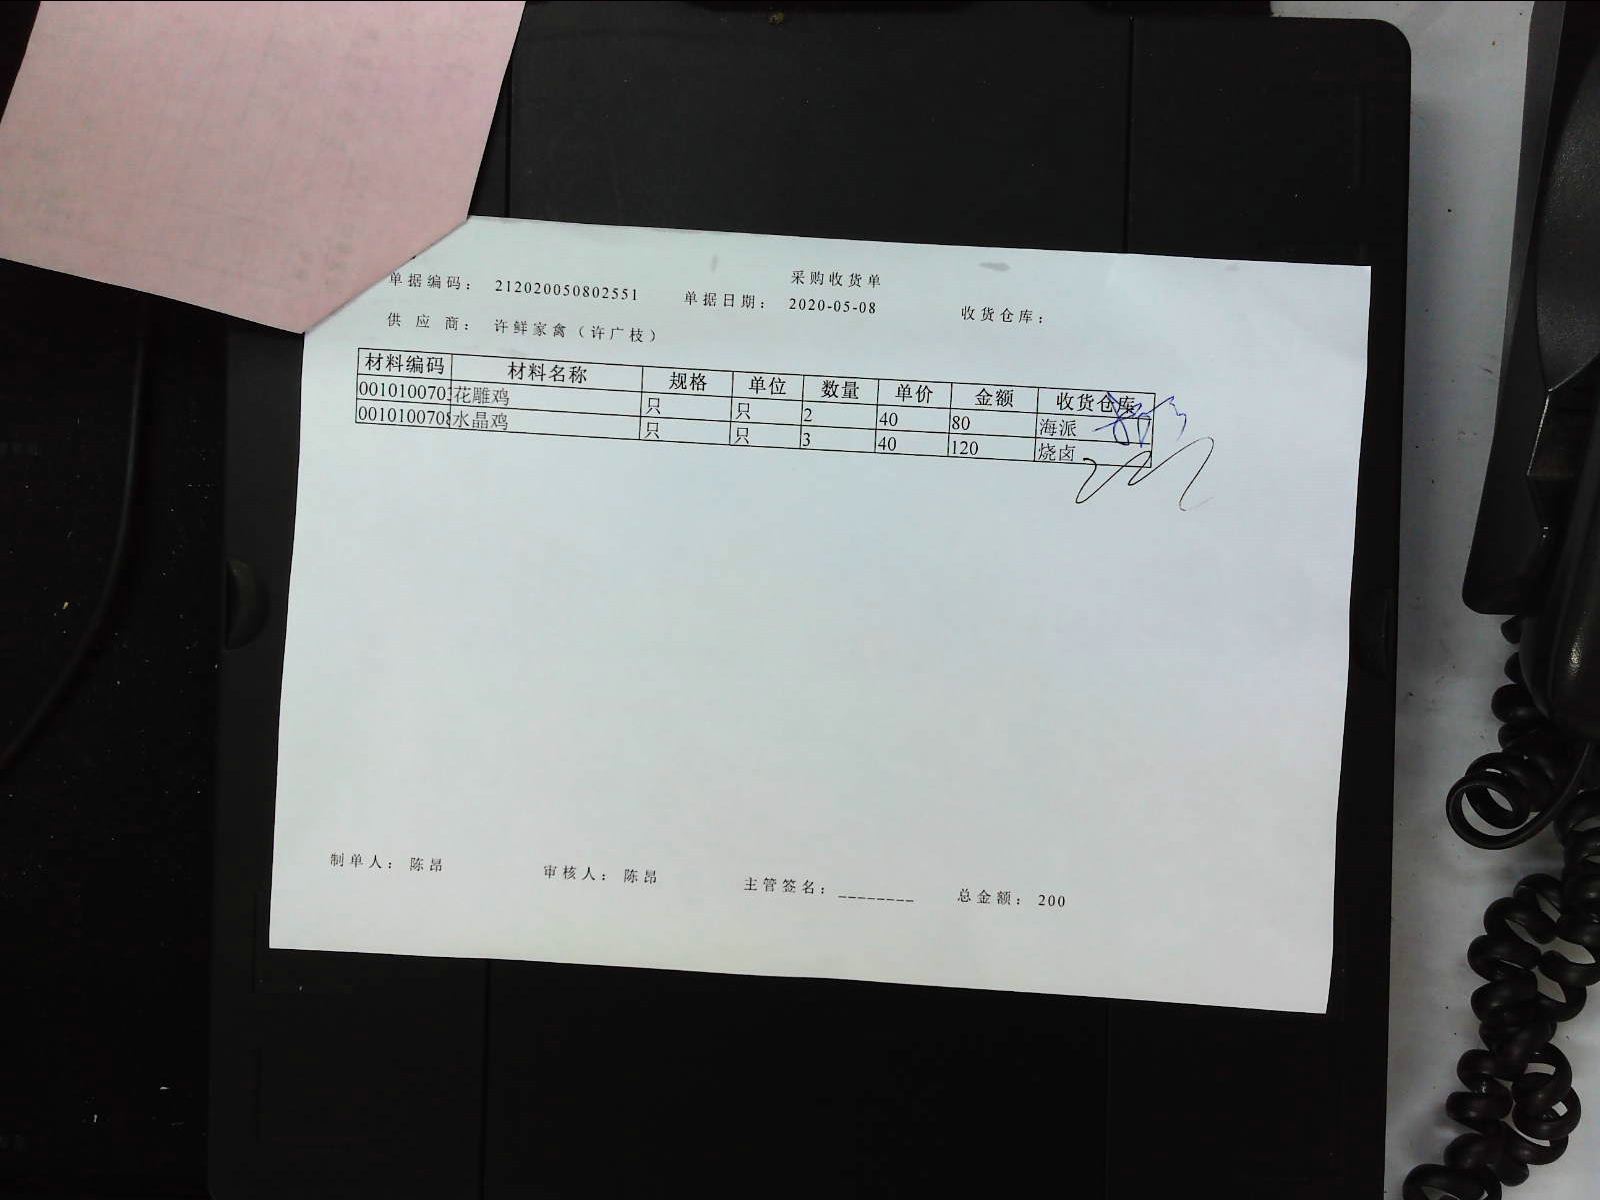 采购收货单
单据编码： 212020050802551 单据日期： 2020-05-08 收货仓库：
供 应 商： 许鲜家禽（许广枝）
材料编码 材料名称 规格 单位 数量 单价 金额 收货仓库
0010100703 花雕鸡 只 只 2 40 80 海派
0010100708 水晶鸡 只 只 3 40 120 烧卤
制单人： 陈昂 审核人： 陈昂 主管签名：________ 总金额： 200